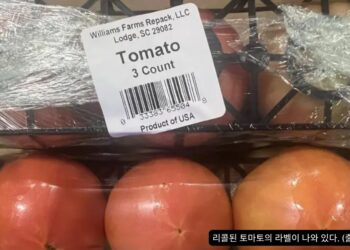 Williams Farms Repack, LLC
Lodge, SC 29082
Tomato
3 Count
Product of USA
리콜된 토마토의 라벨이 나와 있다. (출